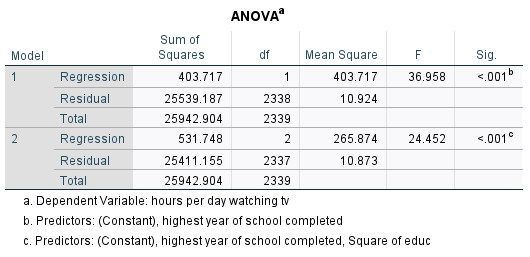 ANOVAa
Model Sum of Squares df Mean Square F Sig.
1 Regression 403.717 1 403.717 36.958 <.001b
Residual 25539.187 2338 10.924
Total 25942.904 2339
2 Regression 531.748 2 265.874 24.452 <.001c
Residual 25411.155 2337 10.873
Total 25942.904 2339
a. Dependent Variable: hours per day watching tv
b. Predictors: (Constant), highest year of school completed
c. Predictors: (Constant), highest year of school completed, Square of educ